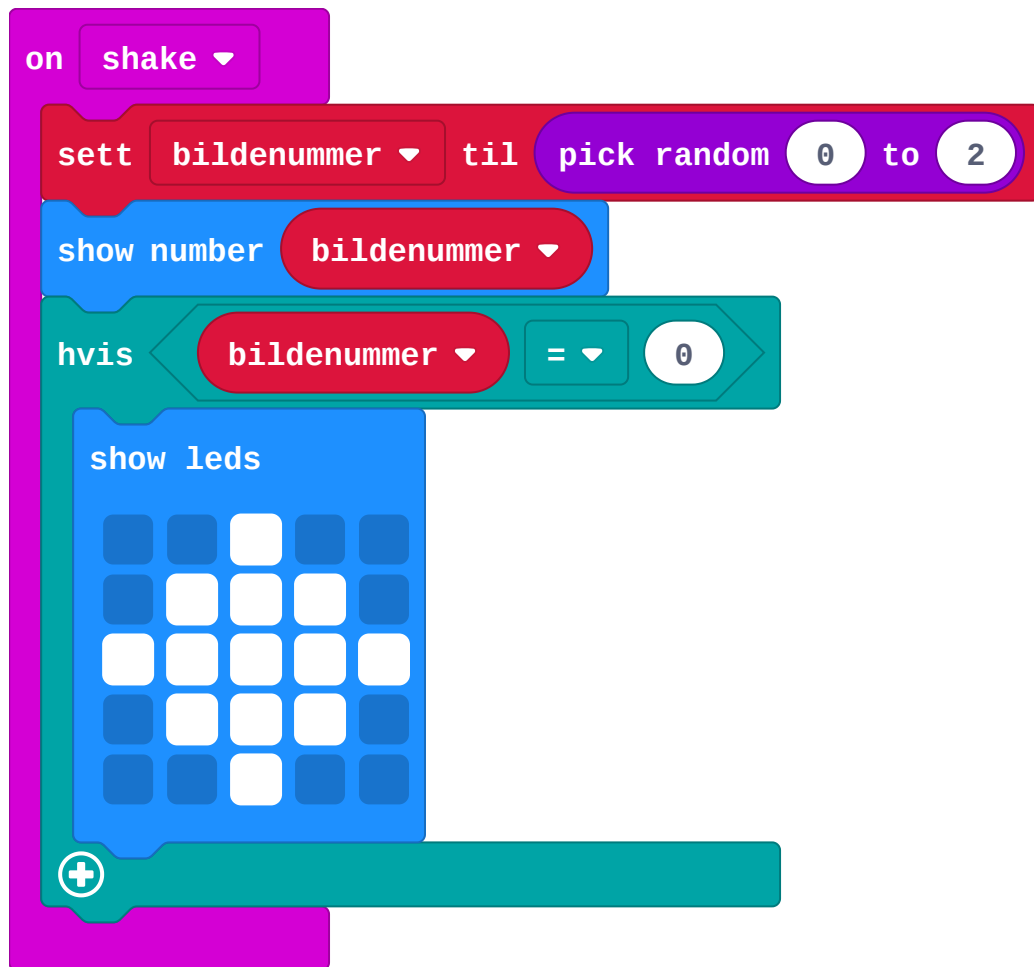 on shake
sett bildenummer til pick random 0 to 2
show number bildenummer
hvis bildenummer = 0
show leds